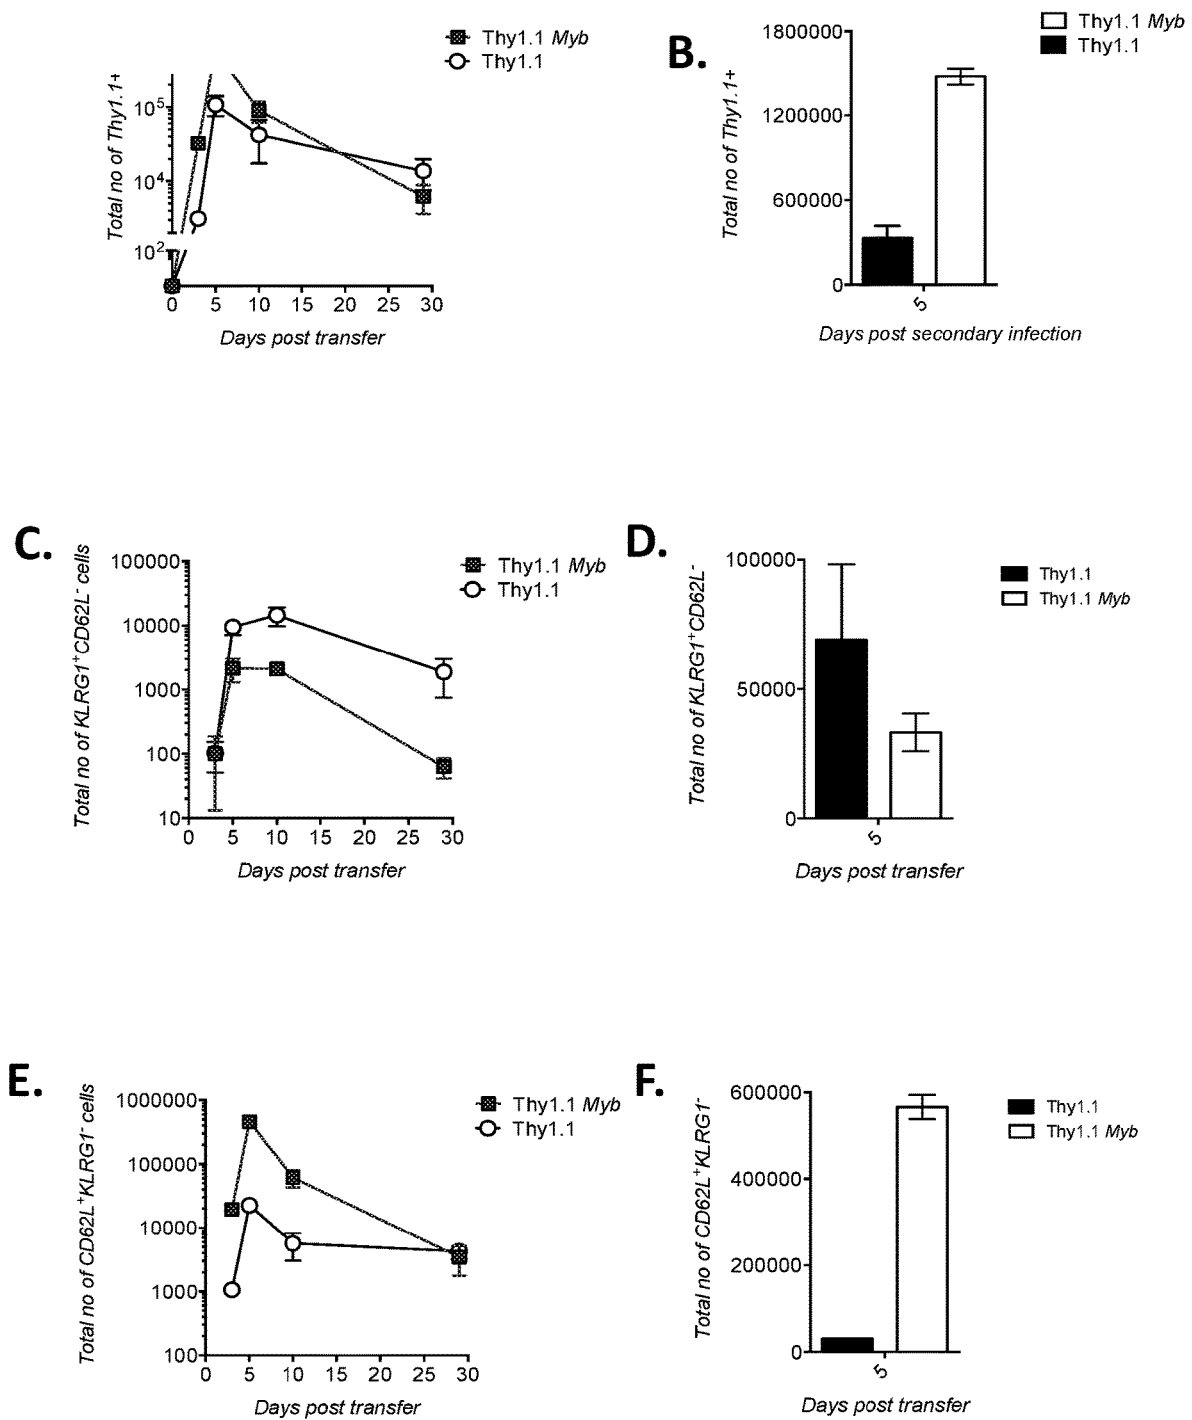 Thy1.1 Myb
Thy1.1
Total no of Thy1.1+
10⁵
10⁴
10²
0 5 10 15 20 25 30
Days post transfer
B.
Thy1.1 Myb
Thy1.1
Total no of Thy1.1+
1800000
1200000
600000
0
5
Days post secondary infection
C.
Thy1.1 Myb
Thy1.1
Total no of KLRG1⁺CD62L⁻ cells
100000
10000
1000
100
10
0 5 10 15 20 25 30
Days post transfer
D.
Thy1.1
Thy1.1 Myb
Total no of KLRG1⁺CD62L⁻
100000
50000
0
5
Days post transfer
E.
Thy1.1 Myb
Thy1.1
Total no of CD62L⁺KLRG1⁻ cells
1000000
100000
10000
1000
100
0 5 10 15 20 25 30
Days post transfer
F.
Thy1.1
Thy1.1 Myb
Total no of CD62L⁺KLRG1⁻
600000
400000
200000
0
5
Days post transfer